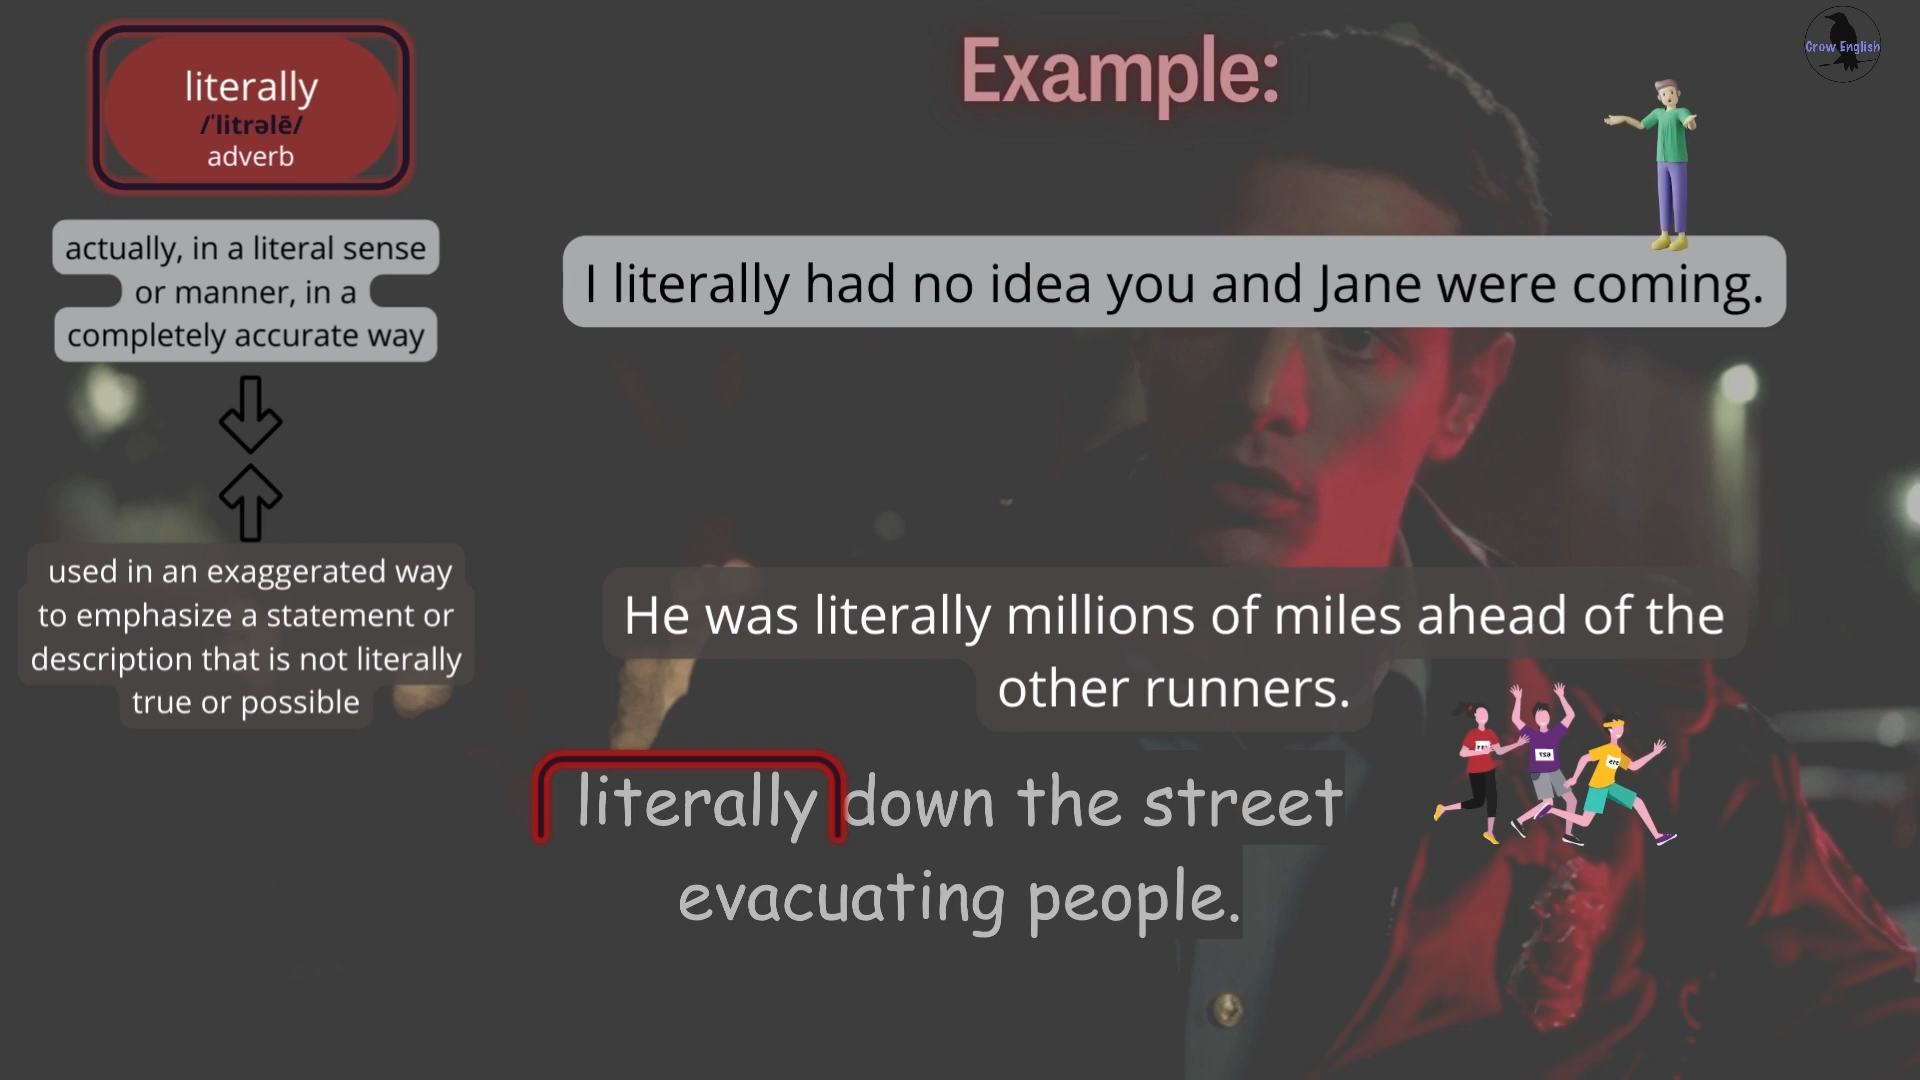 literally
/ˈlitrəlē/
adverb
actually, in a literal sense
or manner, in a
completely accurate way
used in an exaggerated way
to emphasize a statement or
description that is not literally
true or possible
Example:
Crow English
I literally had no idea you and Jane were coming.
He was literally millions of miles ahead of the
other runners.
literally down the street
evacuating people.